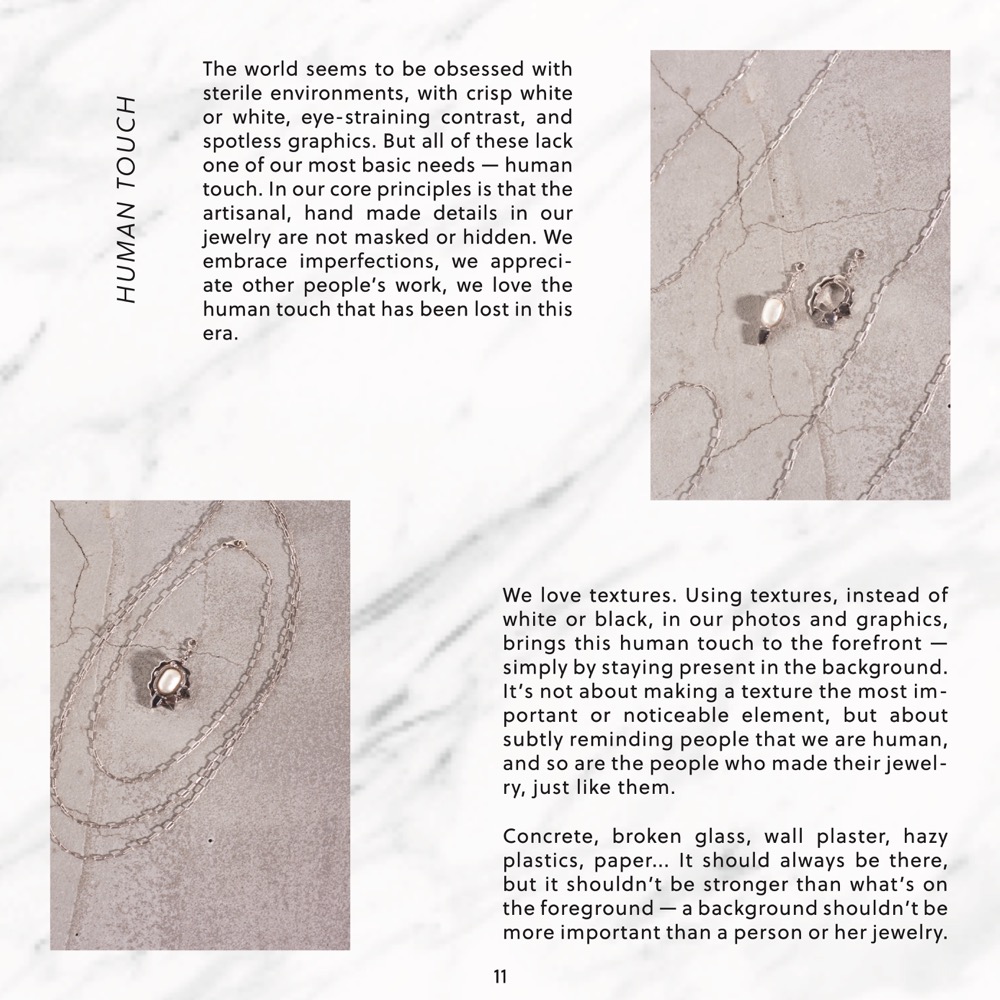 HUMAN TOUCH
The world seems to be obsessed with
sterile environments, with crisp white
or white, eye-straining contrast, and
spotless graphics. But all of these lack
one of our most basic needs — human
touch. In our core principles is that the
artisanal, hand made details in our
jewelry are not masked or hidden. We
embrace imperfections, we appreci-
ate other people's work, we love the
human touch that has been lost in this
era.
We love textures. Using textures, instead of
white or black, in our photos and graphics,
brings this human touch to the forefront —
simply by staying present in the background.
It's not about making a texture the most im-
portant or noticeable element, but about
subtly reminding people that we are human,
and so are the people who made their jewel-
ry, just like them.
Concrete, broken glass, wall plaster, hazy
plastics, paper... It should always be there,
but it shouldn't be stronger than what's on
the foreground — a background shouldn't be
more important than a person or her jewelry.
11